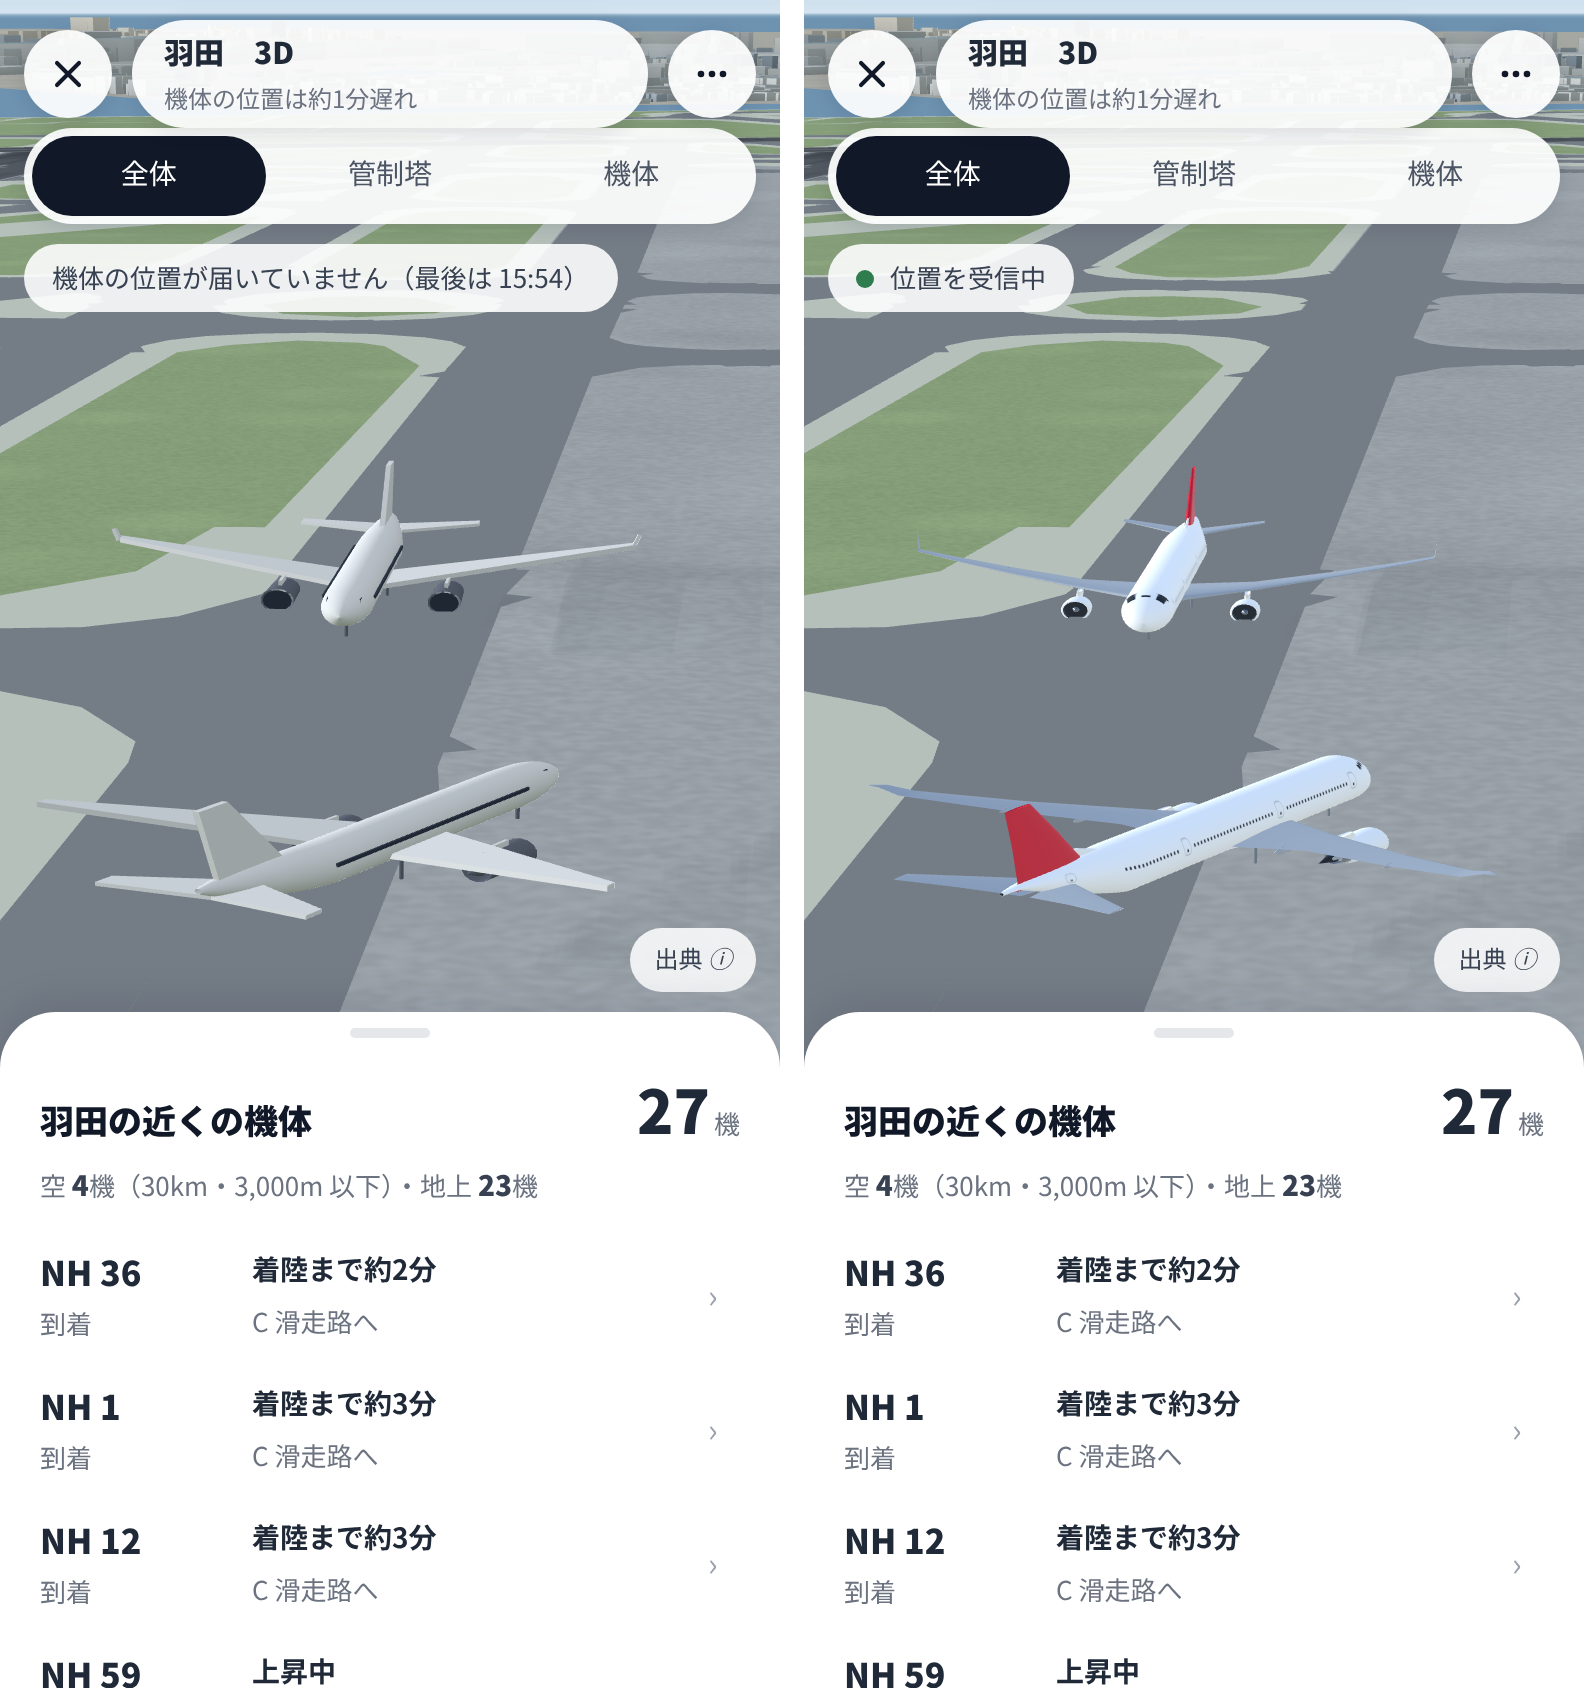 羽田　3D
機体の位置は約1分遅れ
全体
管制塔
機体
機体の位置が届いていません（最後は 15:54）
出典
羽田の近くの機体
27機
空 4機（30km・3,000m 以下）・地上 23機
NH 36
着陸まで約2分
到着
C 滑走路へ
NH 1
着陸まで約3分
到着
C 滑走路へ
NH 12
着陸まで約3分
到着
C 滑走路へ
NH 59
上昇中
羽田　3D
機体の位置は約1分遅れ
全体
管制塔
機体
位置を受信中
出典
羽田の近くの機体
27機
空 4機（30km・3,000m 以下）・地上 23機
NH 36
着陸まで約2分
到着
C 滑走路へ
NH 1
着陸まで約3分
到着
C 滑走路へ
NH 12
着陸まで約3分
到着
C 滑走路へ
NH 59
上昇中